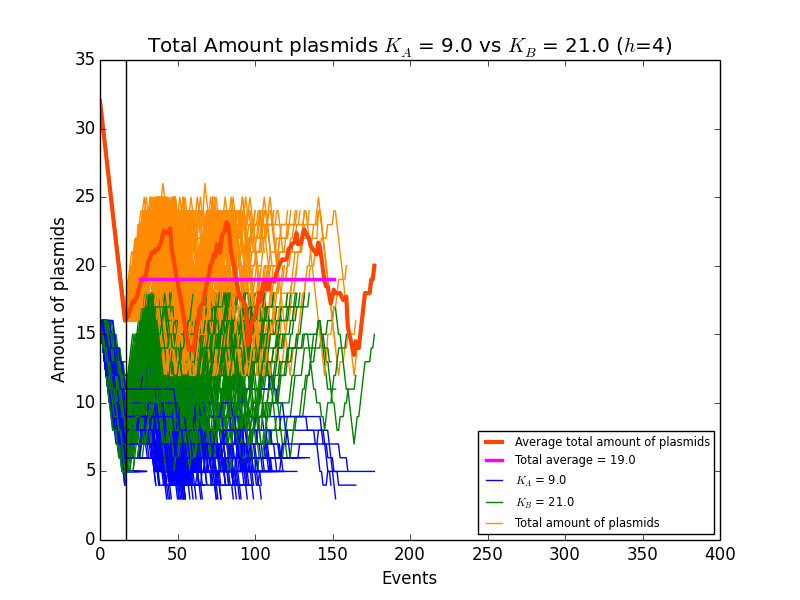 Total Amount plasmids K_A = 9.0 vs K_B = 21.0 (h=4)
35
30
25
20
15
10
5
0
Amount of plasmids
0 50 100 150 200 250 300 350 400
Events
Average total amount of plasmids
Total average = 19.0
K_A = 9.0
K_B = 21.0
Total amount of plasmids